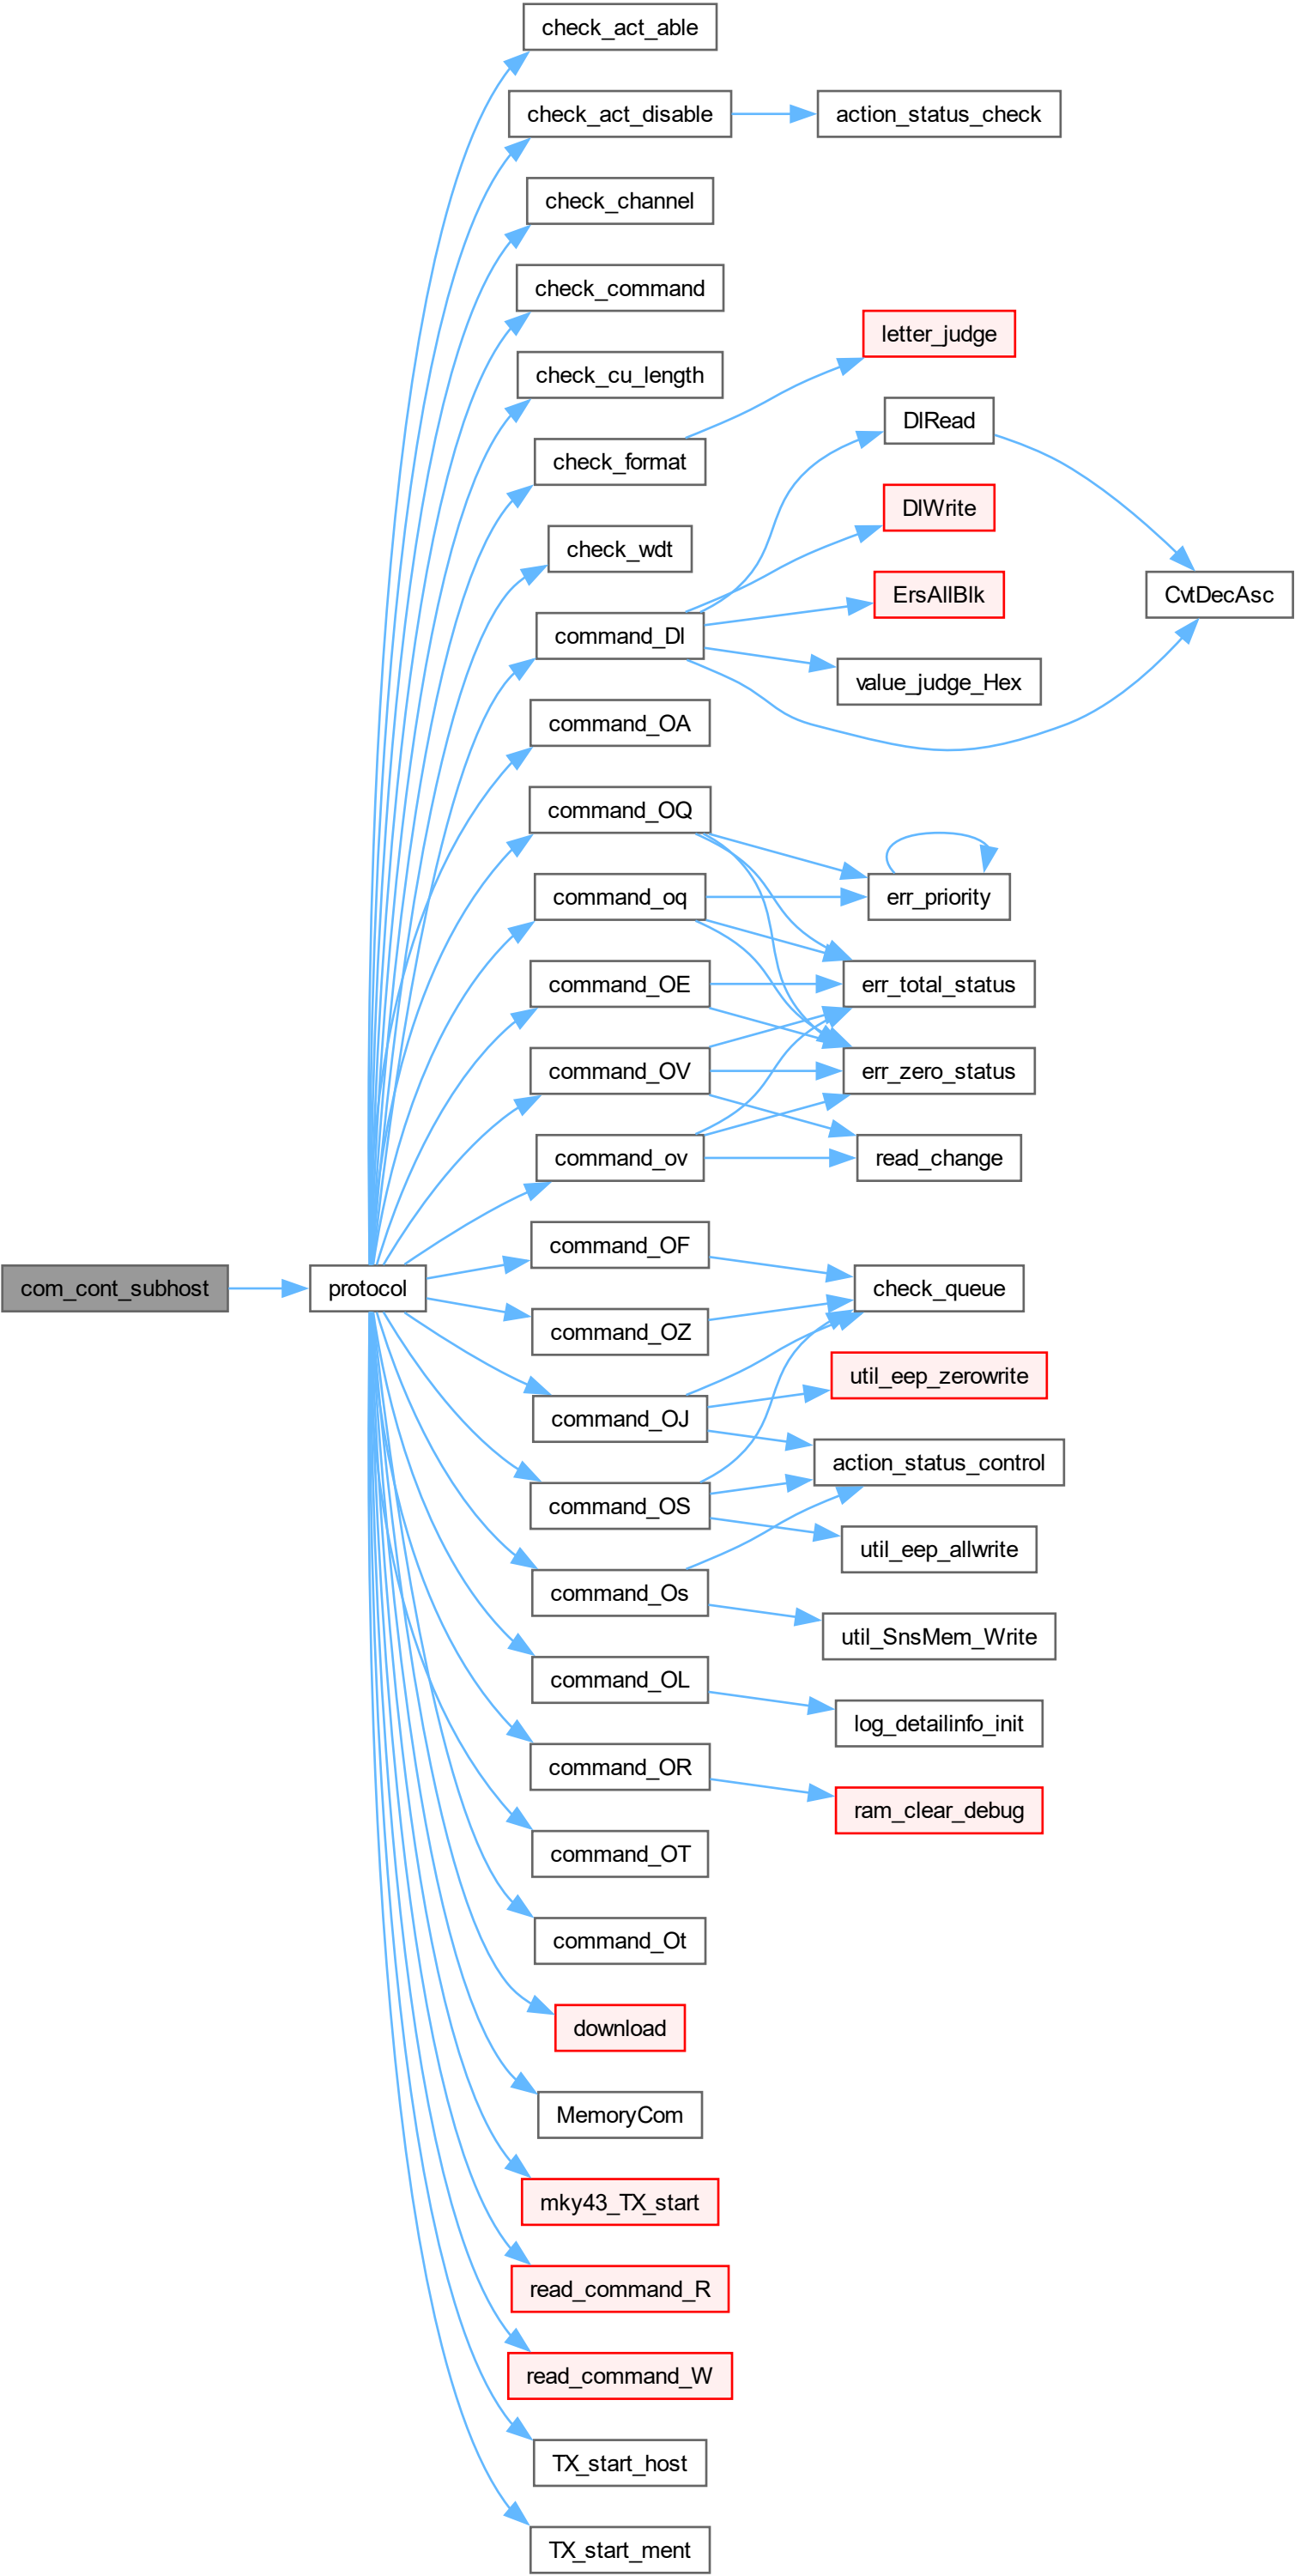 check_act_able
check_act_disable
action_status_check
check_channel
check_command
letter_judge
check_cu_length
DlRead
check_format
DlWrite
check_wdt
ErsAllBlk
CvtDecAsc
command_Dl
value_judge_Hex
command_OA
command_OQ
command_oq
err_priority
command_OE
err_total_status
command_OV
err_zero_status
command_ov
read_change
command_OF
com_cont_subhost
protocol
check_queue
command_OZ
util_eep_zerowrite
command_OJ
action_status_control
command_OS
util_eep_allwrite
command_Os
util_SnsMem_Write
command_OL
log_detailinfo_init
command_OR
ram_clear_debug
command_OT
command_Ot
download
MemoryCom
mky43_TX_start
read_command_R
read_command_W
TX_start_host
TX_start_ment